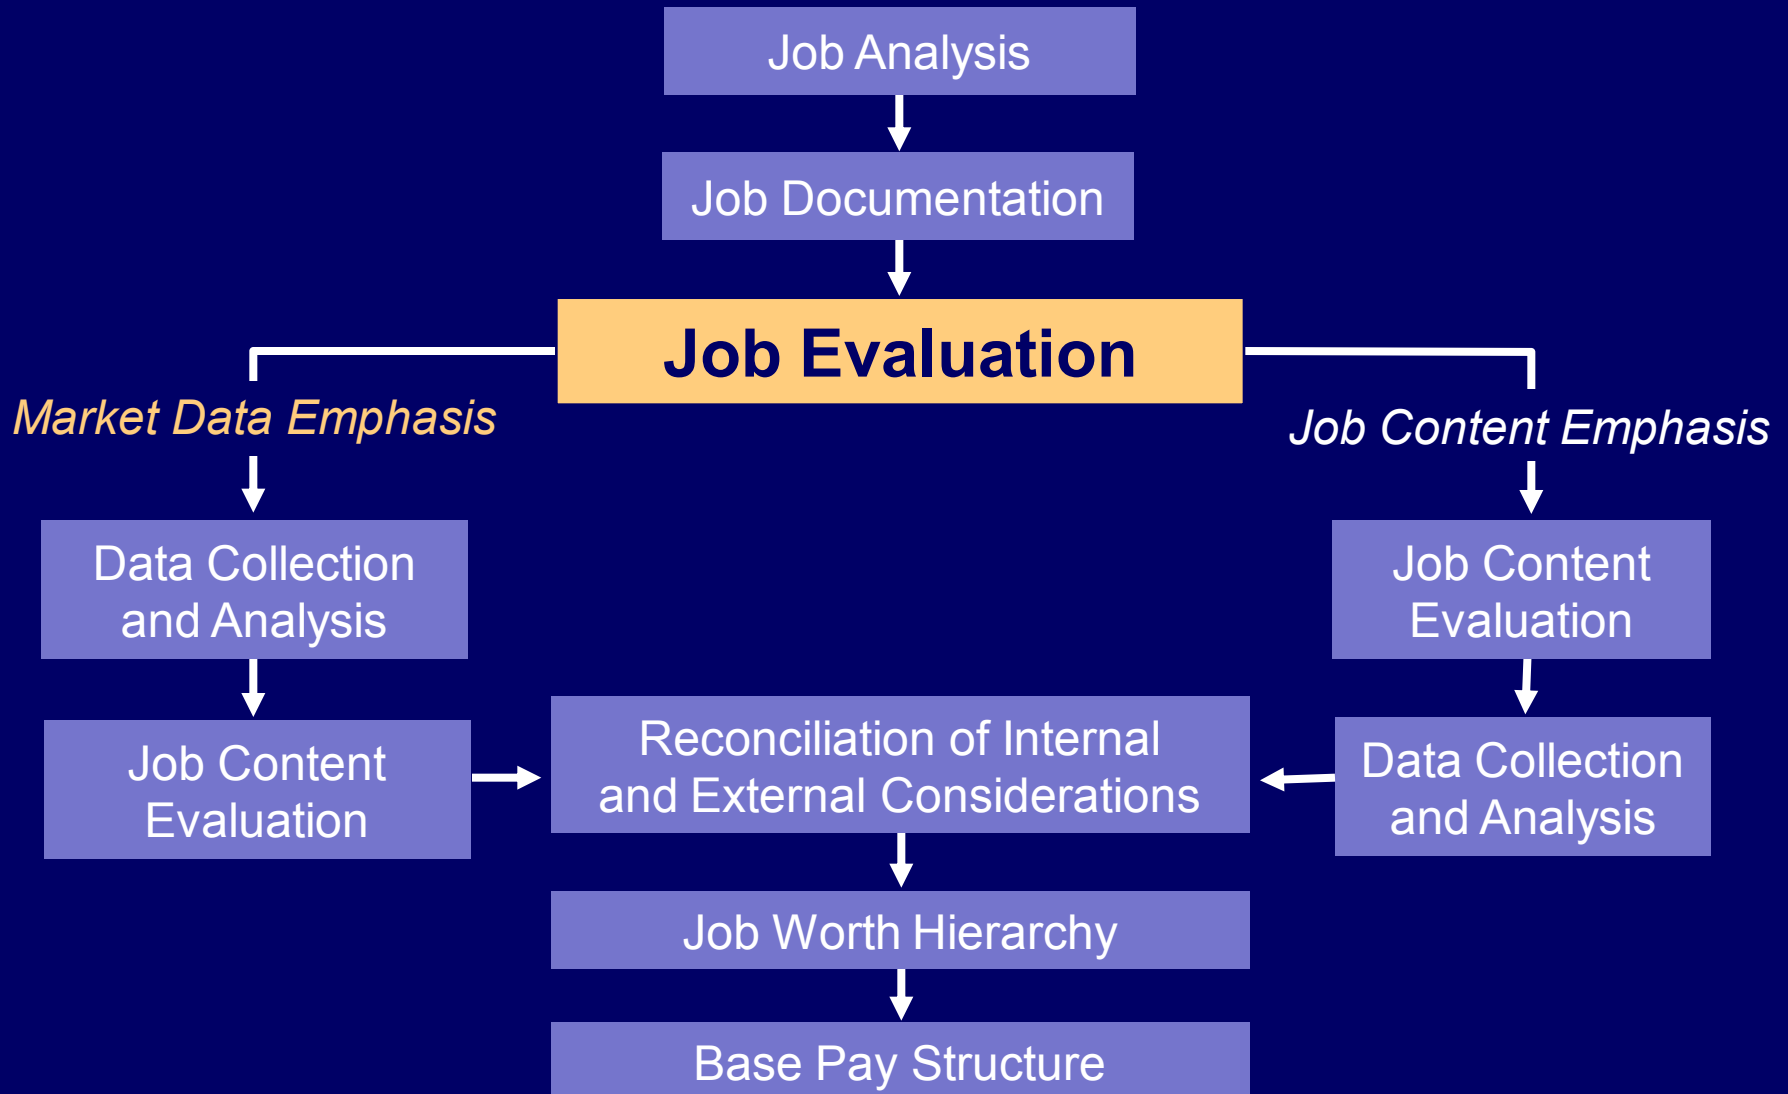 Job Analysis
Job Documentation
Job Evaluation
Market Data Emphasis
Job Content Emphasis
Data Collection
and Analysis
Job Content
Evaluation
Job Content
Evaluation
Reconciliation of Internal
and External Considerations
Data Collection
and Analysis
Job Worth Hierarchy
Base Pay Structure